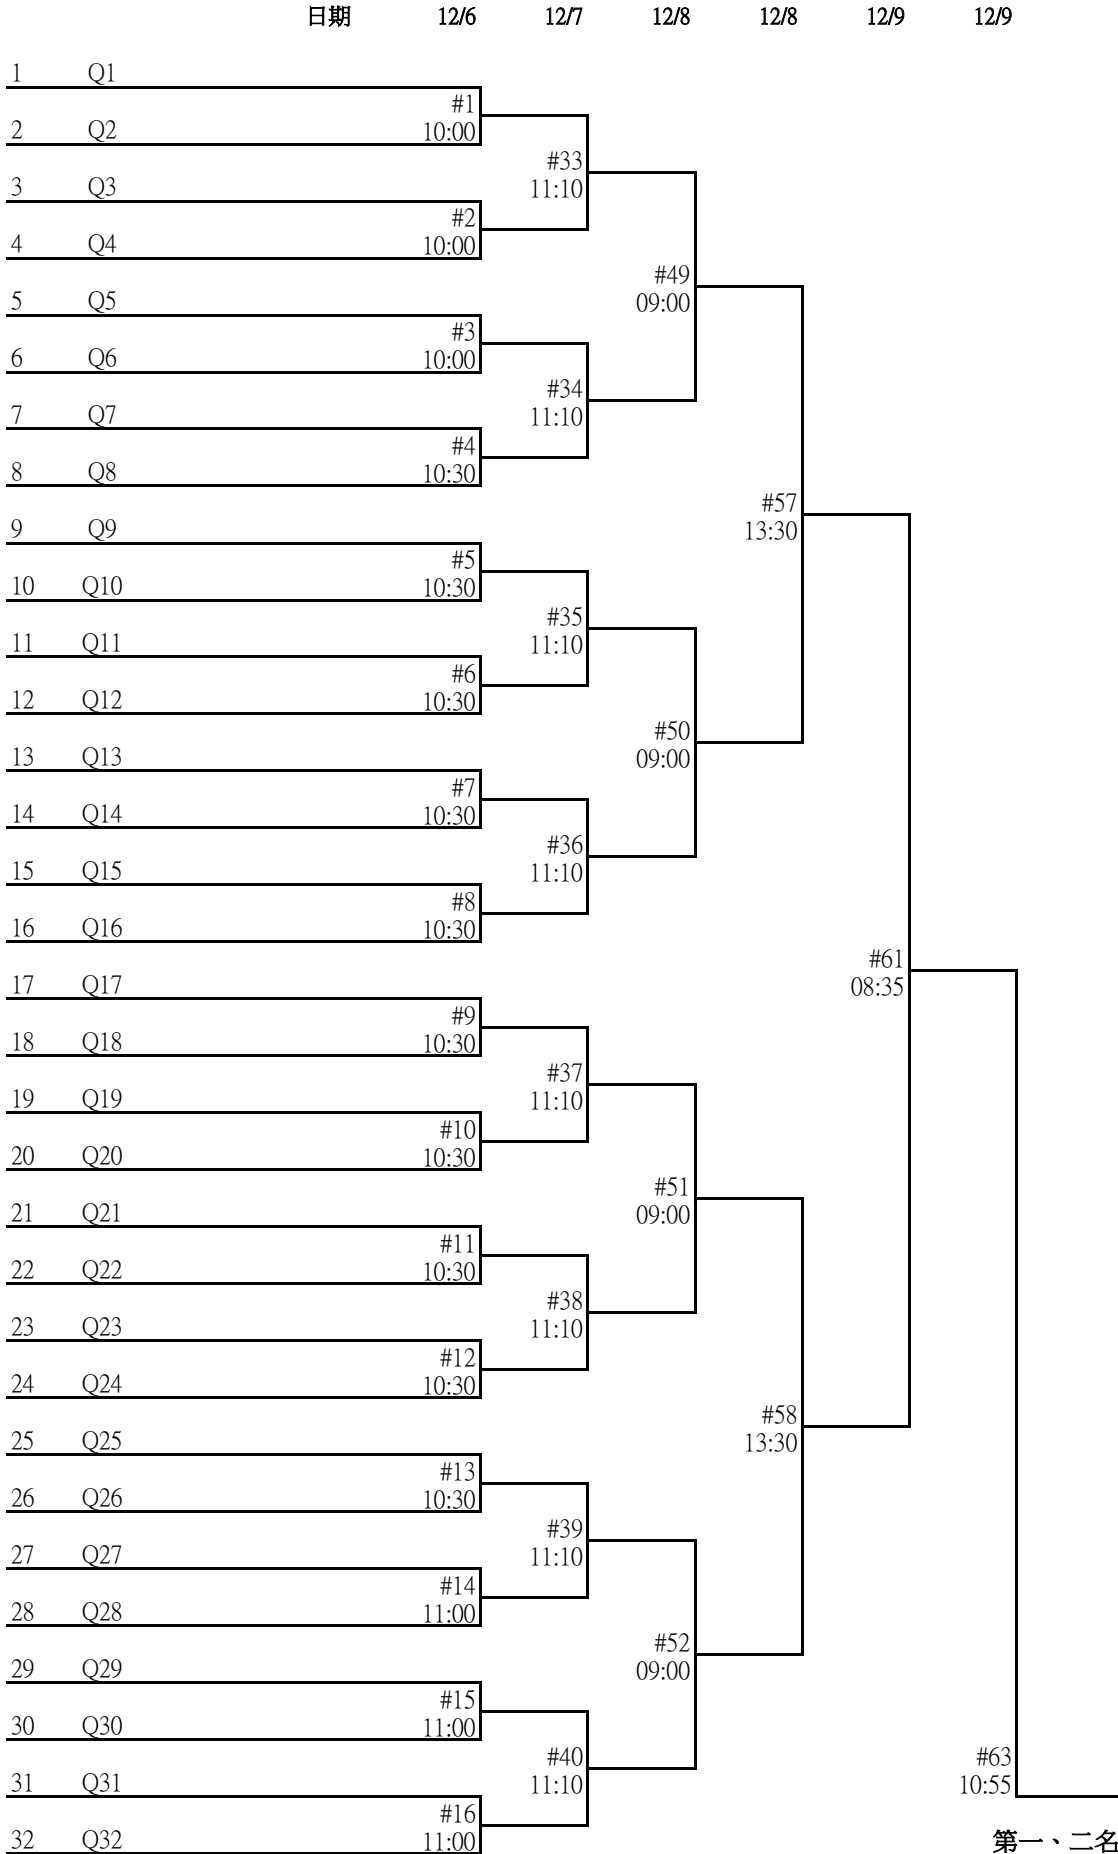 日期 12/6 12/7 12/8 12/8 12/9 12/9
1 Q1
#1
2 Q2 10:00
#33
3 Q3 11:10
#2
4 Q4 10:00
#49
5 Q5 09:00
#3
6 Q6 10:00
#34
7 Q7 11:10
#4
8 Q8 10:30
#57
9 Q9 13:30
#5
10 Q10 10:30
#35
11 Q11 11:10
#6
12 Q12 10:30
#50
13 Q13 09:00
#7
14 Q14 10:30
#36
15 Q15 11:10
#8
16 Q16 10:30
#61
17 Q17 08:35
#9
18 Q18 10:30
#37
19 Q19 11:10
#10
20 Q20 10:30
#51
21 Q21 09:00
#11
22 Q22 10:30
#38
23 Q23 11:10
#12
24 Q24 10:30
#58
25 Q25 13:30
#13
26 Q26 10:30
#39
27 Q27 11:10
#14
28 Q28 11:00
#52
29 Q29 09:00
#15
30 Q30 11:00
#40 #63
31 Q31 11:10 10:55
#16
32 Q32 11:00 第一、二名